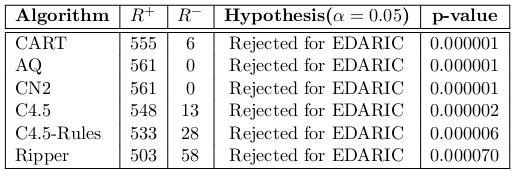 Algorithm R+ R− Hypothesis(α = 0.05) p-value
CART 555 6 Rejected for EDARIC 0.000001
AQ 561 0 Rejected for EDARIC 0.000001
CN2 561 0 Rejected for EDARIC 0.000001
C4.5 548 13 Rejected for EDARIC 0.000002
C4.5-Rules 533 28 Rejected for EDARIC 0.000006
Ripper 503 58 Rejected for EDARIC 0.000070